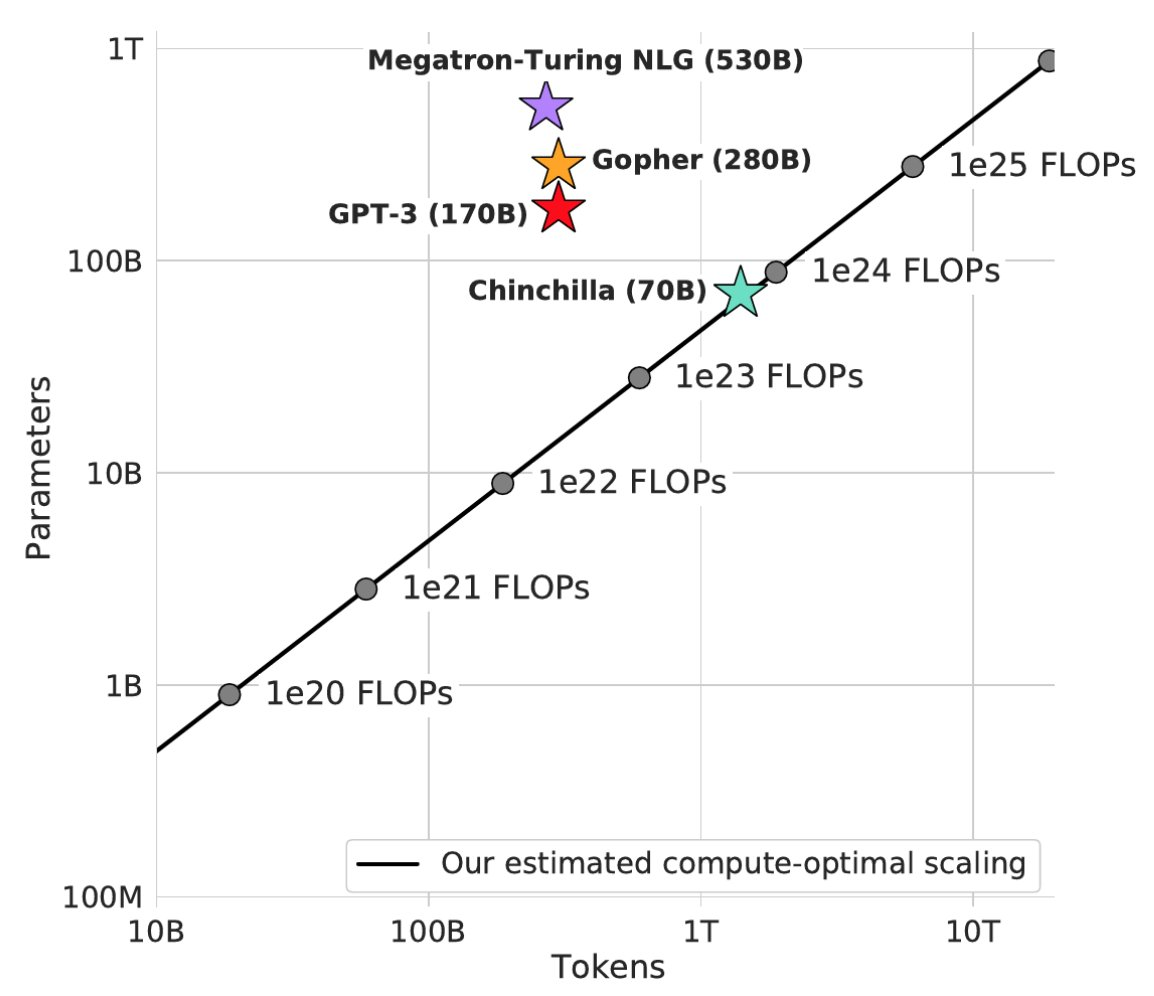 1T
Megatron-Turing NLG (530B)
Gopher (280B)
1e25 FLOPs
GPT-3 (170B)
100B
1e24 FLOPs
Chinchilla (70B)
1e23 FLOPs
Parameters
10B
1e22 FLOPs
1e21 FLOPs
1B
1e20 FLOPs
Our estimated compute-optimal scaling
100M
10B 100B 1T 10T
Tokens